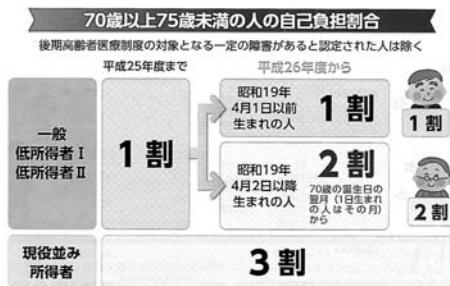 70歳以上75歳未満の人の自己負担割合
後期高齢者医療制度の対象となる一定の障害があると認定された人は除く
平成25年度まで
平成26年度から
一般
低所得者Ⅰ
低所得者Ⅱ
1割
昭和19年
4月1日以前
生まれの人
1割
1割
昭和19年
4月2日以降
生まれの人
2割
70歳の誕生日の
翌月(1日生まれ
の人はその月)
から
2割
現役並み
所得者
3割